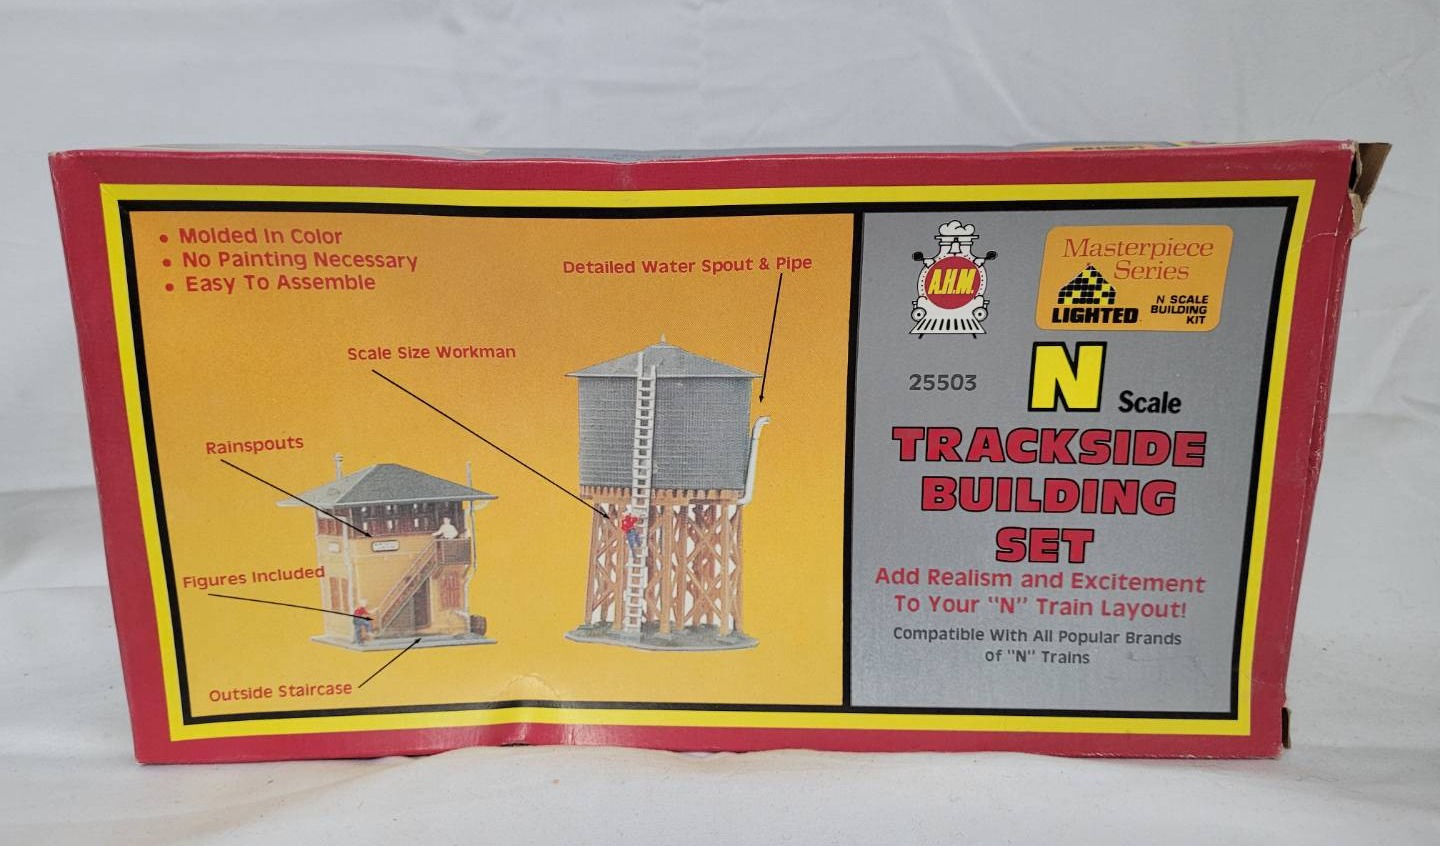 • Molded In Color
• No Painting Necessary
• Easy To Assemble
Detailed Water Spout & Pipe
Scale Size Workman
Rainspouts
Figures Included
Outside Staircase
A.H.M.
Masterpiece
Series
LIGHTED
N SCALE
BUILDING
KIT
25503
N Scale
TRACKSIDE
BUILDING
SET
Add Realism and Excitement
To Your "N" Train Layout!
Compatible With All Popular Brands
of "N" Trains